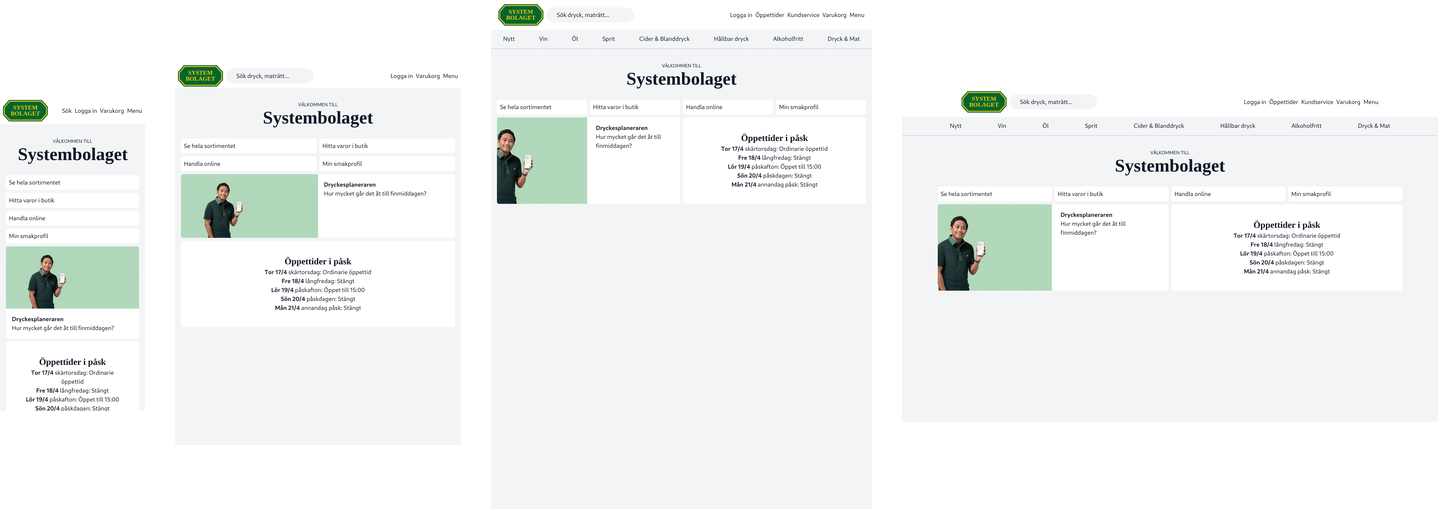 SYSTEM
BOLAGET
Sök Logga in Varukorg Menu
VÄLKOMMEN TILL
Systembolaget
Se hela sortimentet
Hitta varor i butik
Handla online
Min smakprofil
Dryckesplaneraren
Hur mycket går det åt till finmiddagen?
Öppettider i påsk
Tor 17/4 skärtorsdag: Ordinarie
öppettid
Fre 18/4 långfredag: Stängt
Lör 19/4 påskafton: Öppet till 15:00
Sön 20/4 påskdagen: Stängt
SYSTEM
BOLAGET
Sök dryck, maträtt...
Logga in Varukorg Menu
VÄLKOMMEN TILL
Systembolaget
Se hela sortimentet
Hitta varor i butik
Handla online
Min smakprofil
Dryckesplaneraren
Hur mycket går det åt till finmiddagen?
Öppettider i påsk
Tor 17/4 skärtorsdag: Ordinarie öppettid
Fre 18/4 långfredag: Stängt
Lör 19/4 påskafton: Öppet till 15:00
Sön 20/4 påskdagen: Stängt
Mån 21/4 annandag påsk: Stängt
SYSTEM
BOLAGET
Sök dryck, maträtt...
Logga in Öppettider Kundservice Varukorg Menu
Nytt Vin Öl Sprit Cider & Blanddryck Hållbar dryck Alkoholfritt Dryck & Mat
VÄLKOMMEN TILL
Systembolaget
Se hela sortimentet
Hitta varor i butik
Handla online
Min smakprofil
Dryckesplaneraren
Hur mycket går det åt till
finmiddagen?
Öppettider i påsk
Tor 17/4 skärtorsdag: Ordinarie öppettid
Fre 18/4 långfredag: Stängt
Lör 19/4 påskafton: Öppet till 15:00
Sön 20/4 påskdagen: Stängt
Mån 21/4 annandag påsk: Stängt
SYSTEM
BOLAGET
Sök dryck, maträtt...
Logga in Öppettider Kundservice Varukorg Menu
Nytt Vin Öl Sprit Cider & Blanddryck Hållbar dryck Alkoholfritt Dryck & Mat
VÄLKOMMEN TILL
Systembolaget
Se hela sortimentet
Hitta varor i butik
Handla online
Min smakprofil
Dryckesplaneraren
Hur mycket går det åt till
finmiddagen?
Öppettider i påsk
Tor 17/4 skärtorsdag: Ordinarie öppettid
Fre 18/4 långfredag: Stängt
Lör 19/4 påskafton: Öppet till 15:00
Sön 20/4 påskdagen: Stängt
Mån 21/4 annandag påsk: Stängt